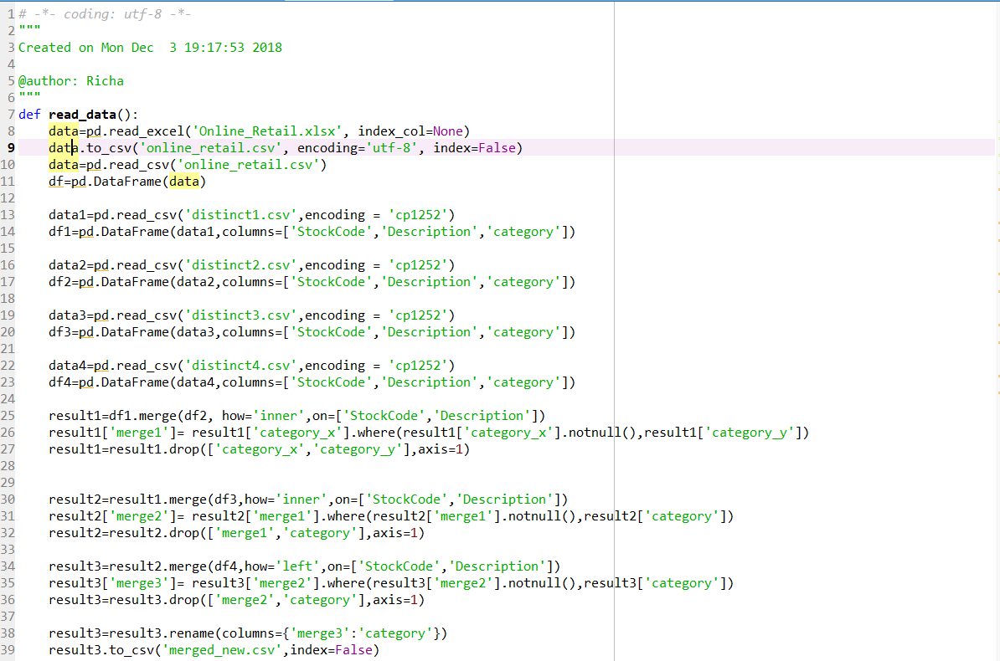 1 # -*- coding: utf-8 -*-
2 """
3 Created on Mon Dec  3 19:17:53 2018
4
5 @author: Richa
6 """
7 def read_data():
8     data=pd.read_excel('Online_Retail.xlsx', index_col=None)
9     data.to_csv('online_retail.csv', encoding='utf-8', index=False)
10     data=pd.read_csv('online_retail.csv')
11     df=pd.DataFrame(data)
12
13     data1=pd.read_csv('distinct1.csv',encoding = 'cp1252')
14     df1=pd.DataFrame(data1,columns=['StockCode','Description','category'])
15
16     data2=pd.read_csv('distinct2.csv',encoding = 'cp1252')
17     df2=pd.DataFrame(data2,columns=['StockCode','Description','category'])
18
19     data3=pd.read_csv('distinct3.csv',encoding = 'cp1252')
20     df3=pd.DataFrame(data3,columns=['StockCode','Description','category'])
21
22     data4=pd.read_csv('distinct4.csv',encoding = 'cp1252')
23     df4=pd.DataFrame(data4,columns=['StockCode','Description','category'])
24
25     result1=df1.merge(df2, how='inner',on=['StockCode','Description'])
26     result1['merge1']= result1['category_x'].where(result1['category_x'].notnull(),result1['category_y'])
27     result1=result1.drop(['category_x','category_y'],axis=1)
28
29
30     result2=result1.merge(df3,how='inner',on=['StockCode','Description'])
31     result2['merge2']= result2['merge1'].where(result2['merge1'].notnull(),result2['category'])
32     result2=result2.drop(['merge1','category'],axis=1)
33
34     result3=result2.merge(df4,how='left',on=['StockCode','Description'])
35     result3['merge3']= result3['merge2'].where(result3['merge2'].notnull(),result3['category'])
36     result3=result3.drop(['merge2','category'],axis=1)
37
38     result3=result3.rename(columns={'merge3':'category'})
39     result3.to_csv('merged_new.csv',index=False)